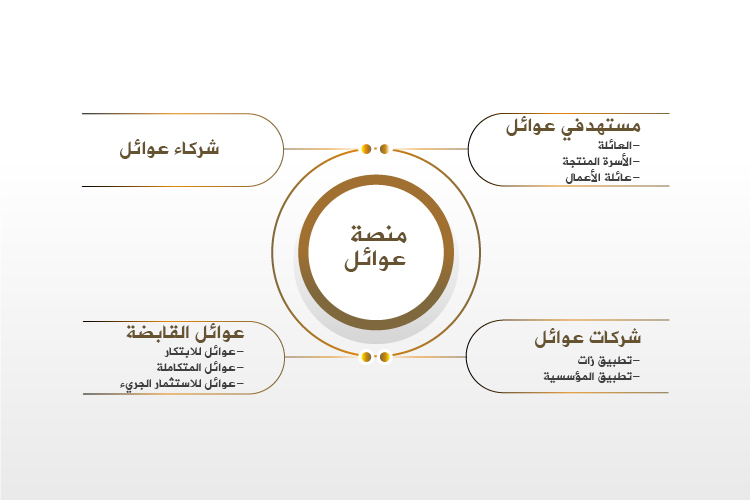 مستهدفي عوائل
-العائلة
-الأسرة المنتجة
-عائلة الأعمال
شركاء عوائل
منصة
عوائل
شركات عوائل
-تطبيق زات
-تطبيق المؤسسية
عوائل القابضة
-عوائل للابتكار
-عوائل المتكاملة
-عوائل للاستثمار الجريء